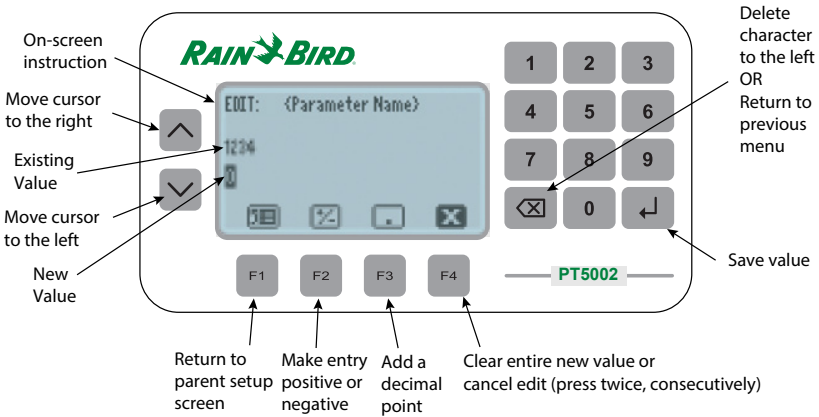 On-screen
instruction
Move cursor
to the right
Existing
Value
Move cursor
to the left
New
Value
RAIN BIRD
EDIT: {Parameter Name}
1234
0
F1 F2 F3 F4
1 2 3
4 5 6
7 8 9
0
PT5002
Delete
character
to the left
OR
Return to
previous
menu
Save value
Return to
parent setup
screen
Make entry
positive or
negative
Add a
decimal
point
Clear entire new value or
cancel edit (press twice, consecutively)